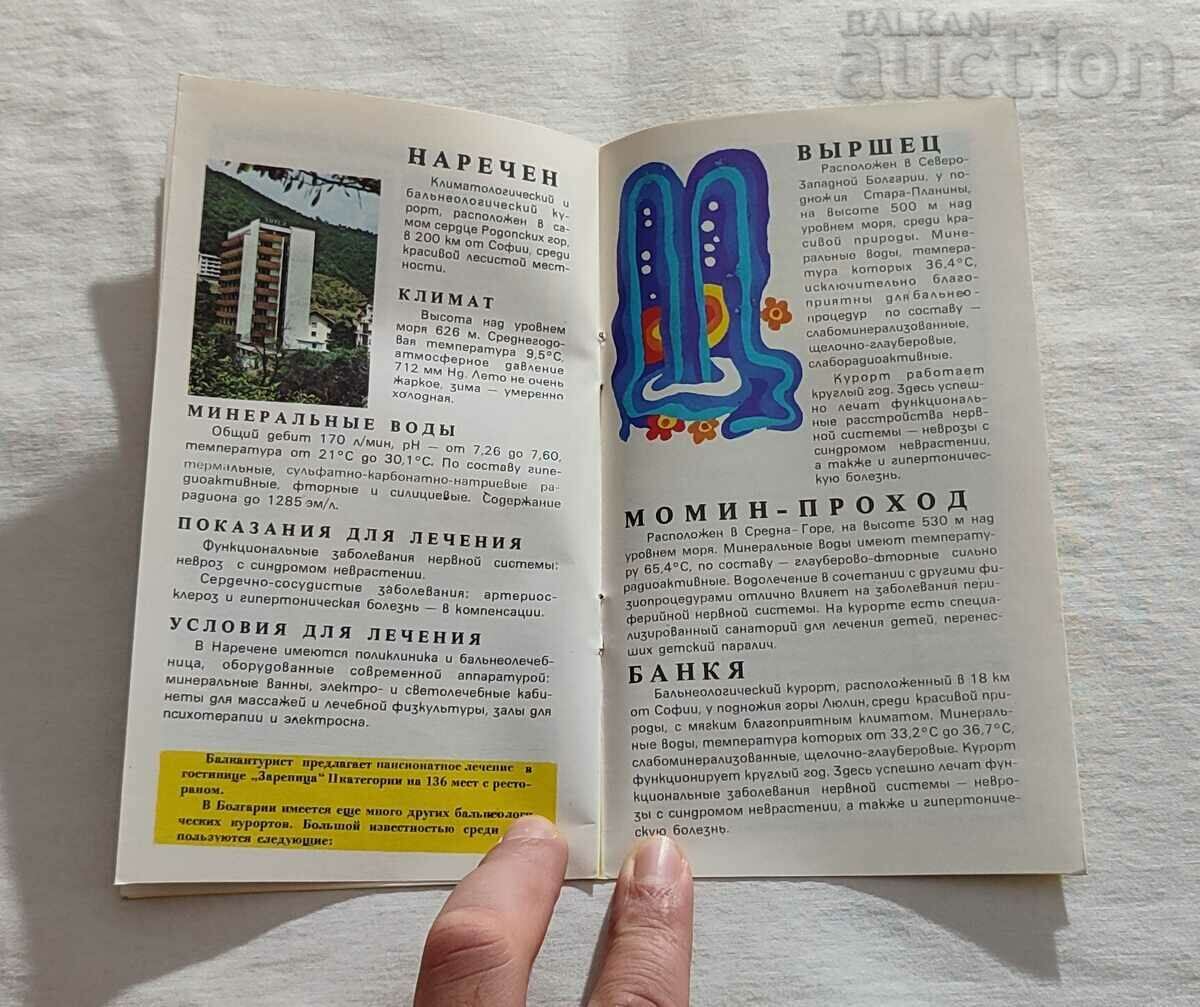 BALKAN
auction
НАРЕЧЕН
Климатологический и
бальнеологический ку-
рорт, расположен в са-
мом сердце Родопских гор,
в 200 км от Софии, среди
красивой лесистой мест-
ности.
КЛИМАТ
Высота над уровнем
моря 626 м. Среднегодо-
вая температура 9,5°С,
атмосферное давление
712 мм Hg. Лето не очень
жаркое, зима — умеренно
холодная.
МИНЕРАЛЬНЫЕ ВОДЫ
Общий дебит 170 л/мин, pH — от 7,26 до 7,60,
температура от 21°С до 30,1°С. По составу гипе-
термальные, сульфатно-карбонатно-натриевые ра-
диоактивные, фторные и силициевые. Содержание
радиона до 1285 эм/л.
ПОКАЗАНИЯ ДЛЯ ЛЕЧЕНИЯ
Функциональные заболевания нервной системы:
невроз с синдромом неврастении.
Сердечно-сосудистые заболевания: артериос-
клероз и гипертоническая болезнь — в компенсации.
УСЛОВИЯ ДЛЯ ЛЕЧЕНИЯ
В Наречене имеются поликлиника и бальнеолечеб-
ница, оборудованные современной аппаратурой:
минеральные ванны, электро- и светолечебные каби-
неты для массажей и лечебной физкультуры, залы для
психотерапии и электросна.
Балкантурист предлагает пансионатное лечение в
гостинице „Зареница" II категории на 136 мест с ресто-
раном.
В Болгарии имеется еще много других бальнеологи-
ческих курортов. Большой известностью среди
пользуются следующие:
ВЫРШЕЦ
Расположен в Северо-
Западной Болгарии, у по-
дножия Стара-Планины,
на высоте 500 м над
уровнем моря, среди кра-
сивой природы. Мине-
ральные воды, темпера-
тура которых 36,4°С,
исключительно благо-
приятны для бальнео-
процедур по составу —
слабоминерализованные,
щелочно-глауберовые,
слаборадиоактивные.
Курорт работает
круглый год. Здесь успеш-
но лечат функциональ-
ные расстройства нерв-
ной системы — неврозы с
синдромом неврастении,
а также и гипертоничес-
кую болезнь.
МОМИН-ПРОХОД
Расположен в Средна-Горе, на высоте 530 м над
уровнем моря. Минеральные воды имеют температу-
ру 65,4°С, по составу — глауберово-фторные сильно
радиоактивные. Водолечение в сочетании с другими фи-
зиопроцедурами отлично влияет на заболевания пери-
ферийной нервной системы. На курорте есть специа-
лизированный санаторий для лечения детей, перенес-
ших детский паралич.
БАНКЯ
Бальнеологический курорт, расположенный в 18 км
от Софии, у подножия горы Люлин, среди красивой при-
роды, с мягким благоприятным климатом. Минераль-
ные воды, температура которых от 33,2°С до 36,7°С,
слабоминерализованные, щелочно-глауберовые. Курорт
функционирует круглый год. Здесь успешно лечат фун-
кциональные заболевания нервной системы — невро-
зы с синдромом неврастении, а также и гипертониче-
скую болезнь.